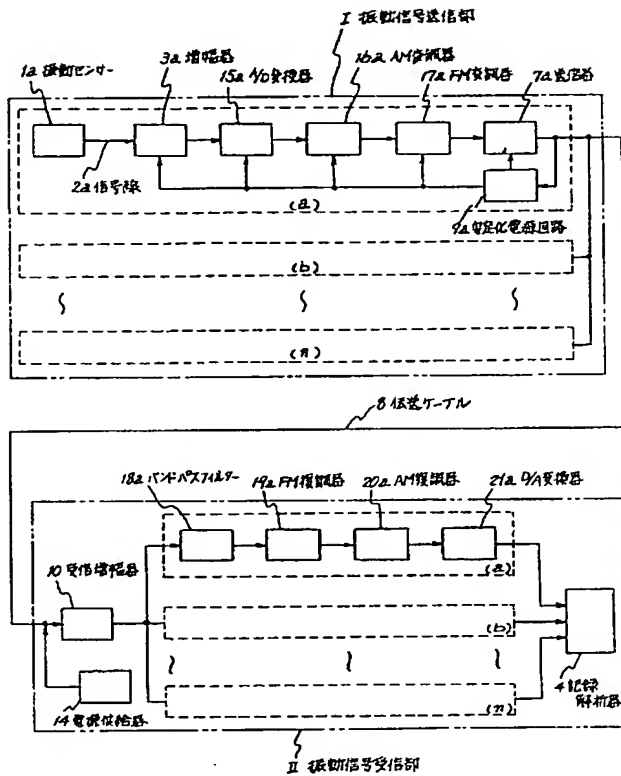 I 振動信号送信部
1a 振動センサー
3a 増幅器
15a A/D変換器
16a AM変調器
17a FM変調器
7a 送信器
2a 信号線
(a)
9a 安定化電源回路
(b)
(n)
8 伝送ケーブル
18a バンドパスフィルター
19a FM復調器
20a AM復調器
21a D/A変換器
(a)
10 受信増幅器
(b)
(n)
14 電源供給器
4 記録
解析器
II 振動信号受信部